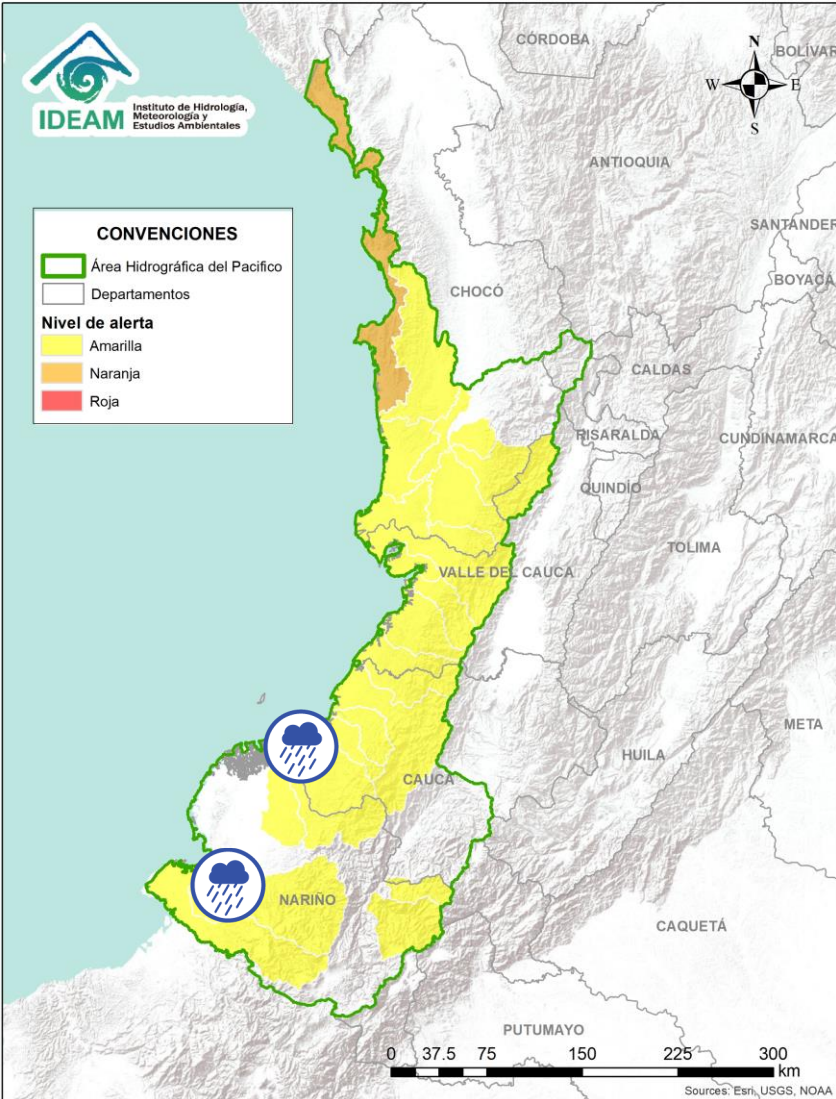 IDEAM
Instituto de Hidrología,
Meteorología y
Estudios Ambientales
CONVENCIONES
Área Hidrográfica del Pacifico
Departamentos
Nivel de alerta
Amarilla
Naranja
Roja
N
W
E
S
CÓRDOBA
BOLÍVAR
ANTIOQUIA
SANTANDER
BOYACÁ
CHOCÓ
CALDAS
RISARALDA
CUNDINAMARCA
QUINDÍO
TOLIMA
VALLE DEL CAUCA
META
HUILA
CAUCA
NARIÑO
CAQUETÁ
PUTUMAYO
0 37.5 75 150 225 300
km
Sources: Esri, USGS, NOAA